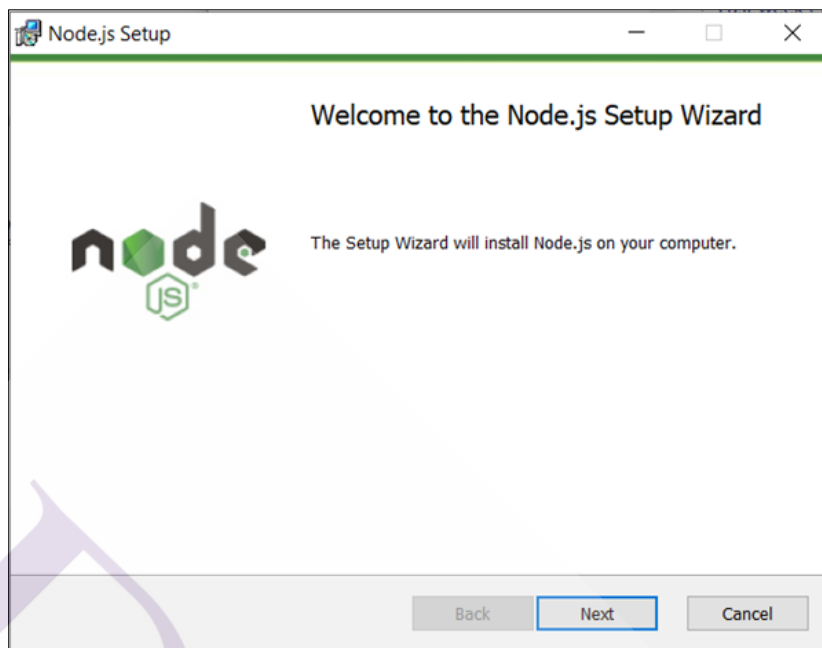 Node.js Setup
Welcome to the Node.js Setup Wizard
node
JS®
The Setup Wizard will install Node.js on your computer.
Back
Next
Cancel